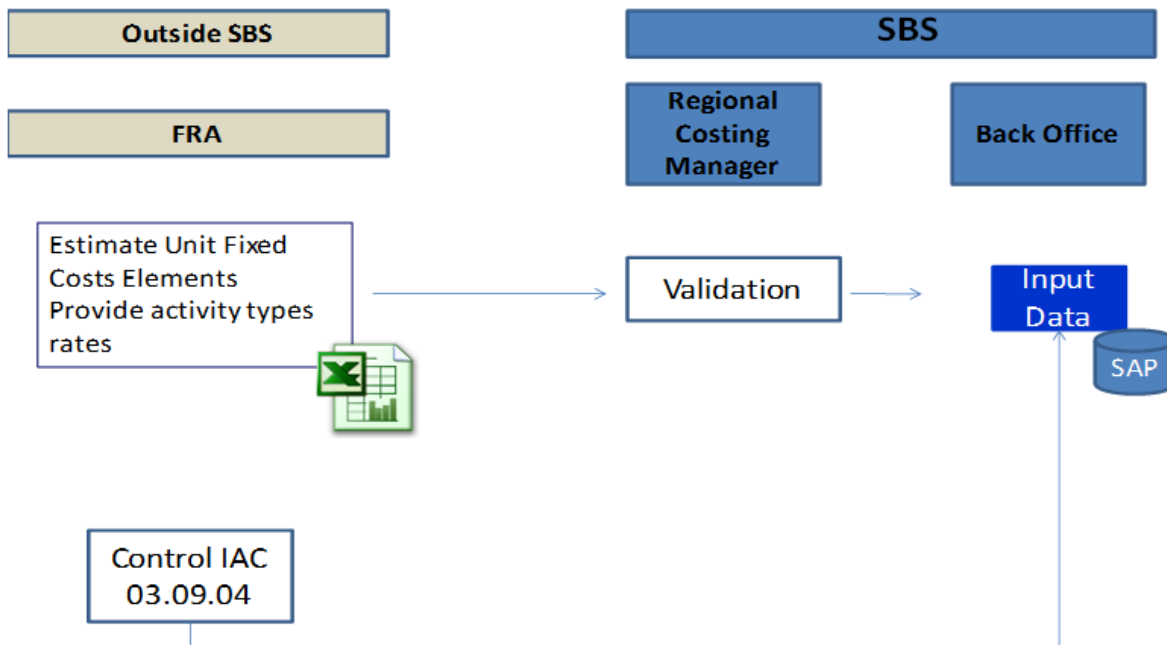 Outside SBS
SBS
FRA
Regional
Costing
Manager
Back Office
Estimate Unit Fixed
Costs Elements
Provide activity types
rates
Validation
Input
Data
SAP
Control IAC
03.09.04